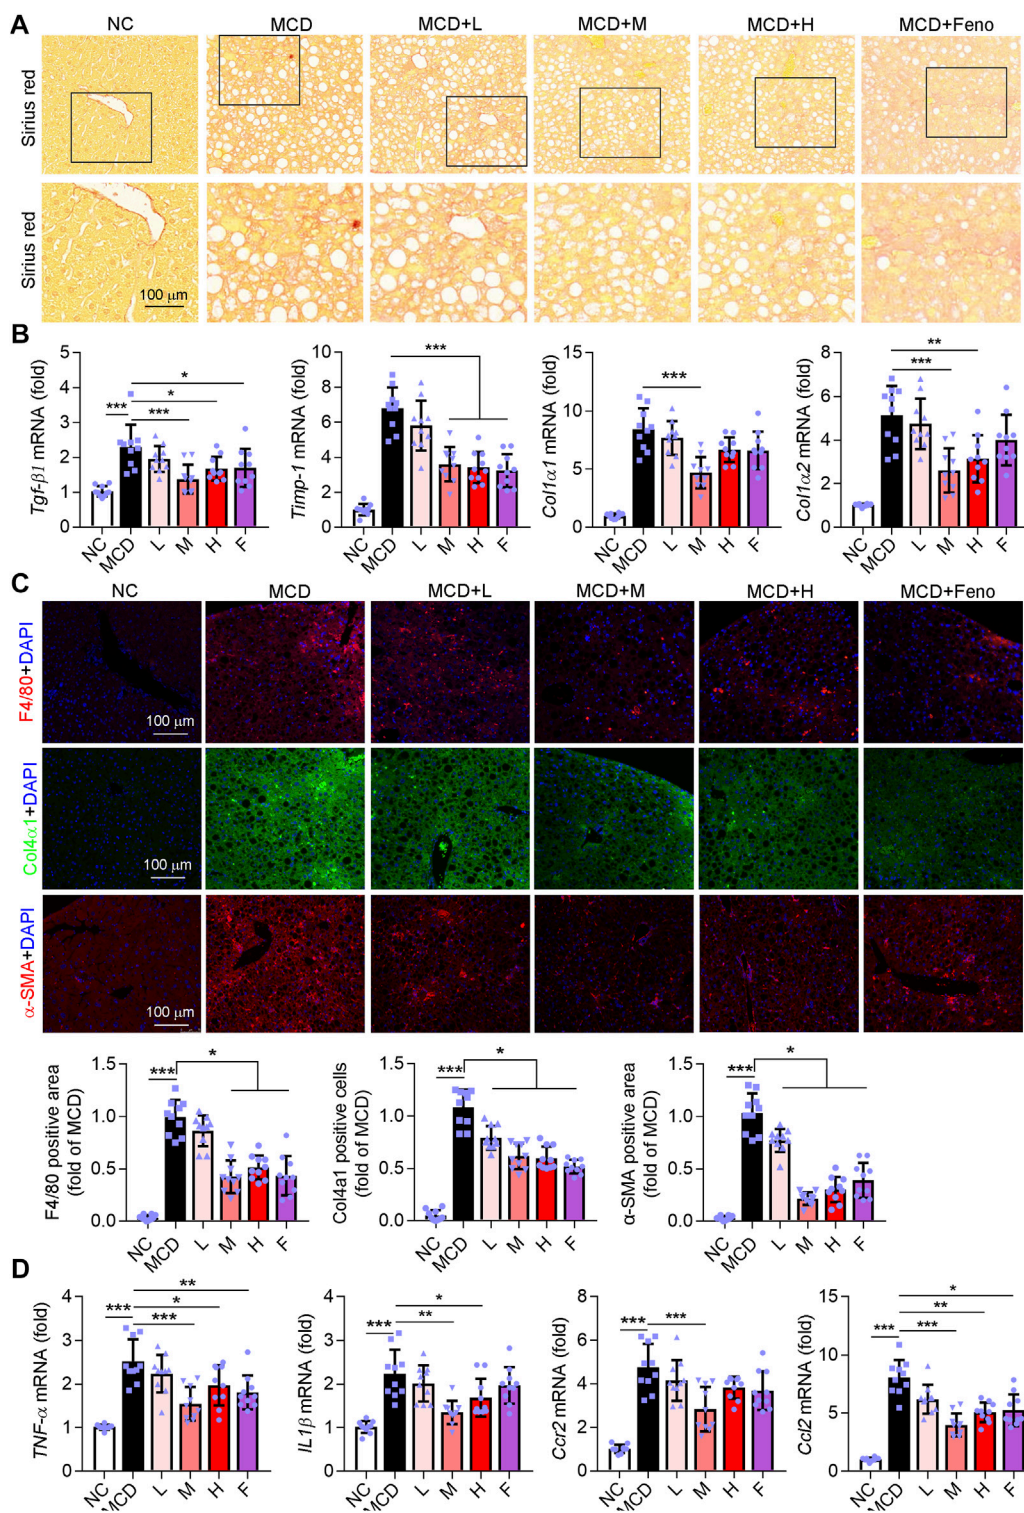 A
NC MCD MCD+L MCD+M MCD+H MCD+Feno
Sirius red
Sirius red
100 μm
B
Tgf-β1 mRNA (fold)
5
4
3
2
1
0
***
***
*
*
NC MCD L M H F
Timp-1 mRNA (fold)
10
8
6
4
2
0
***
NC MCD L M H F
Col1α1 mRNA (fold)
15
10
5
0
***
NC MCD L M H F
Col1α2 mRNA (fold)
8
6
4
2
0
**
***
NC MCD L M H F
C
NC MCD MCD+L MCD+M MCD+H MCD+Feno
F4/80+DAPI
100 μm
Col4α1+DAPI
100 μm
α-SMA+DAPI
100 μm
F4/80 positive area
(fold of MCD)
1.5
1.0
0.5
0.0
***
*
NC MCD L M H F
Col4a1 positive cells
(fold of MCD)
1.5
1.0
0.5
0.0
***
*
NC MCD L M H F
α-SMA positive area
(fold of MCD)
1.5
1.0
0.5
0.0
***
*
NC MCD L M H F
D
TNF-α mRNA (fold)
4
3
2
1
0
***
**
*
***
NC MCD L M H F
IL1β mRNA (fold)
4
3
2
1
0
***
*
**
NC MCD L M H F
Ccr2 mRNA (fold)
8
6
4
2
0
***
***
NC MCD L M H F
Ccl2 mRNA (fold)
15
10
5
0
***
*
**
***
NC MCD L M H F